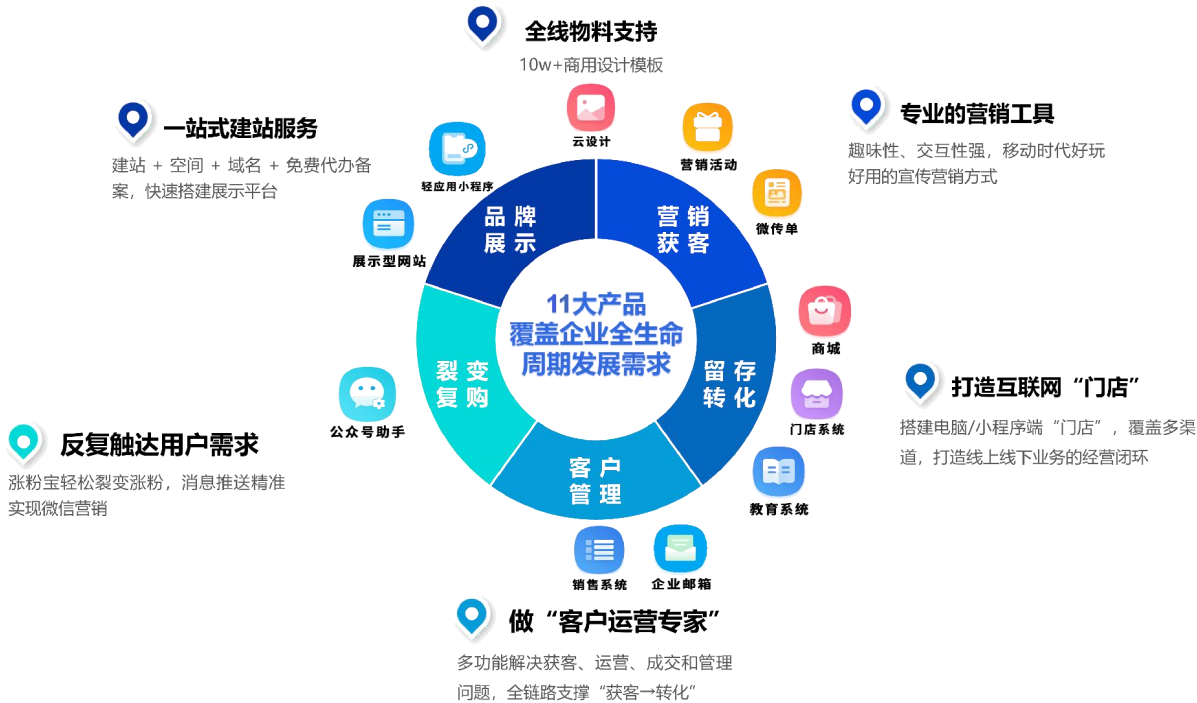 全线物料支持
10w+商用设计模板
一站式建站服务
建站 + 空间 + 域名 + 免费代办备
案，快速搭建展示平台
专业的营销工具
趣味性、交互性强，移动时代好玩
好用的宣传营销方式
云设计
营销活动
轻应用小程序
微传单
展示型网站
品牌
展示
营销
获客
11大产品
覆盖企业全生命
周期发展需求
商城
裂变
复购
留存
转化
公众号助手
门店系统
打造互联网“门店”
搭建电脑/小程序端“门店”，覆盖多渠
道，打造线上线下业务的经营闭环
反复触达用户需求
涨粉宝轻松裂变涨粉，消息推送精准
实现微信营销
客户
管理
教育系统
销售系统
企业邮箱
做“客户运营专家”
多功能解决获客、运营、成交和管理
问题，全链路支撑“获客→转化”